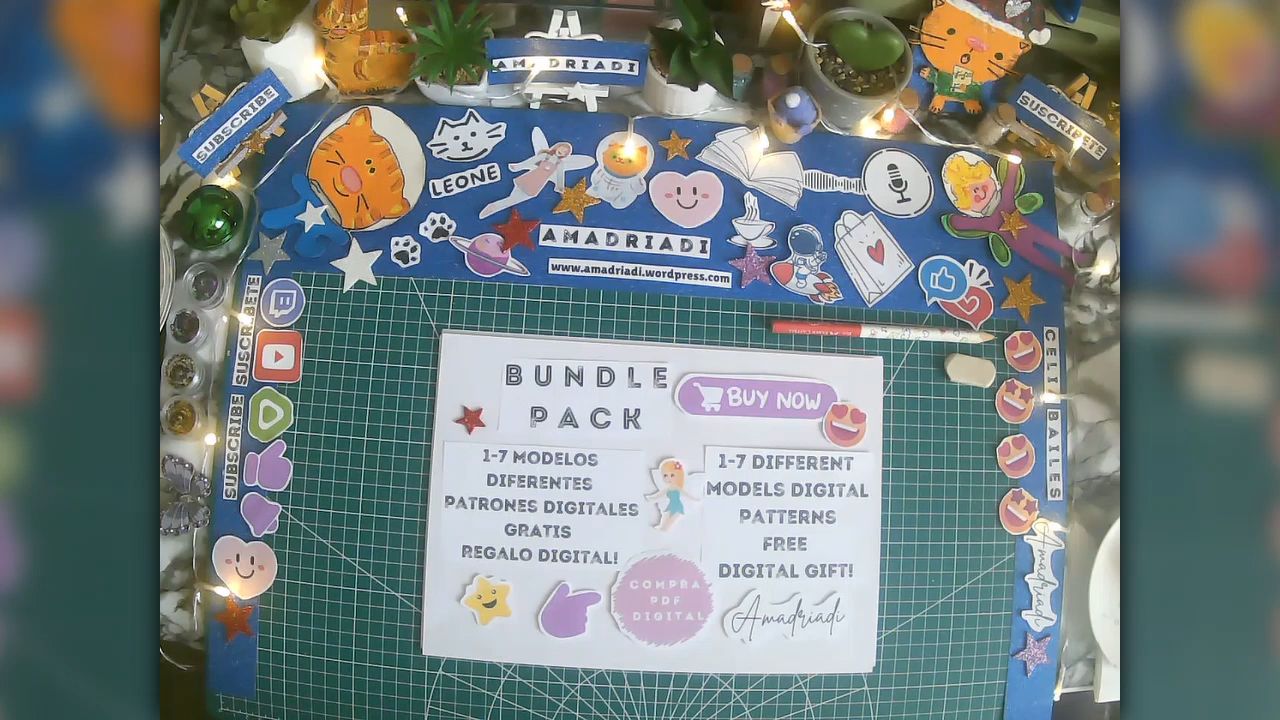 AMADRIADI
SUBSCRIBE
SUSCRIBETE
LEONE
AMADRIADI
www.amadriadi.wordpress.com
SUSCRIBETE
SUBSCRIBE
CELIA BAILES
Amadriadi
BUNDLE
PACK
BUY NOW
1-7 MODELOS
DIFERENTES
PATRONES DIGITALES
GRATIS
REGALO DIGITAL!
1-7 DIFFERENT
MODELS DIGITAL
PATTERNS
FREE
DIGITAL GIFT!
COMPRA
PDF
DIGITAL
Amadriadi